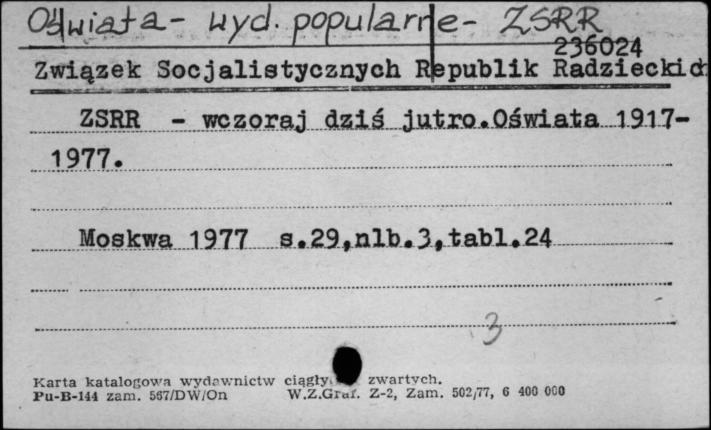 Oświata - wyd. popularne - ZSRR
236024
Związek Socjalistycznych Republik Radzieckich
ZSRR - wczoraj dziś jutro.Oświata 1917-
1977.
Moskwa 1977 s.29,nlb.3,tabl.24
3
Karta katalogowa wydawnictw zwartych.
Pu-B-144 zam. 567/DW/On W.Z.Graf. Z-2, Zam. 502/77, 6 400 000